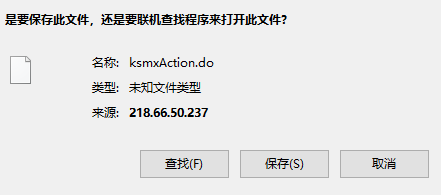 是要保存此文件，还是要联机查找程序来打开此文件?
名称: ksmxAction.do
类型: 未知文件类型
来源: 218.66.50.237
查找(F) 保存(S) 取消